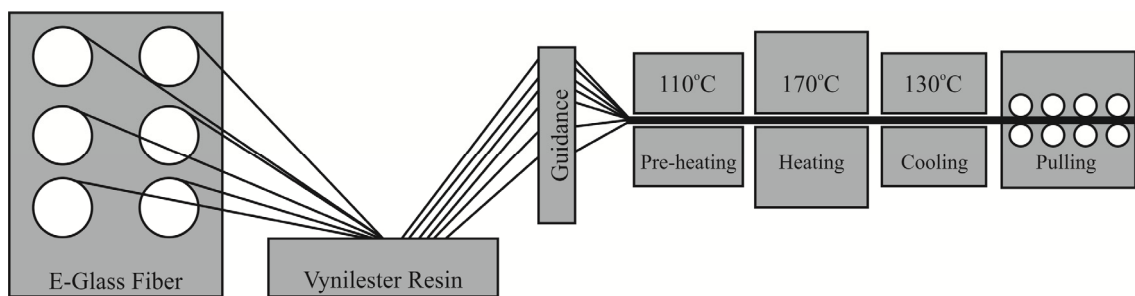 E-Glass Fiber
Vynilester Resin
Guidance
110°C
Pre-heating
170°C
Heating
130°C
Cooling
Pulling